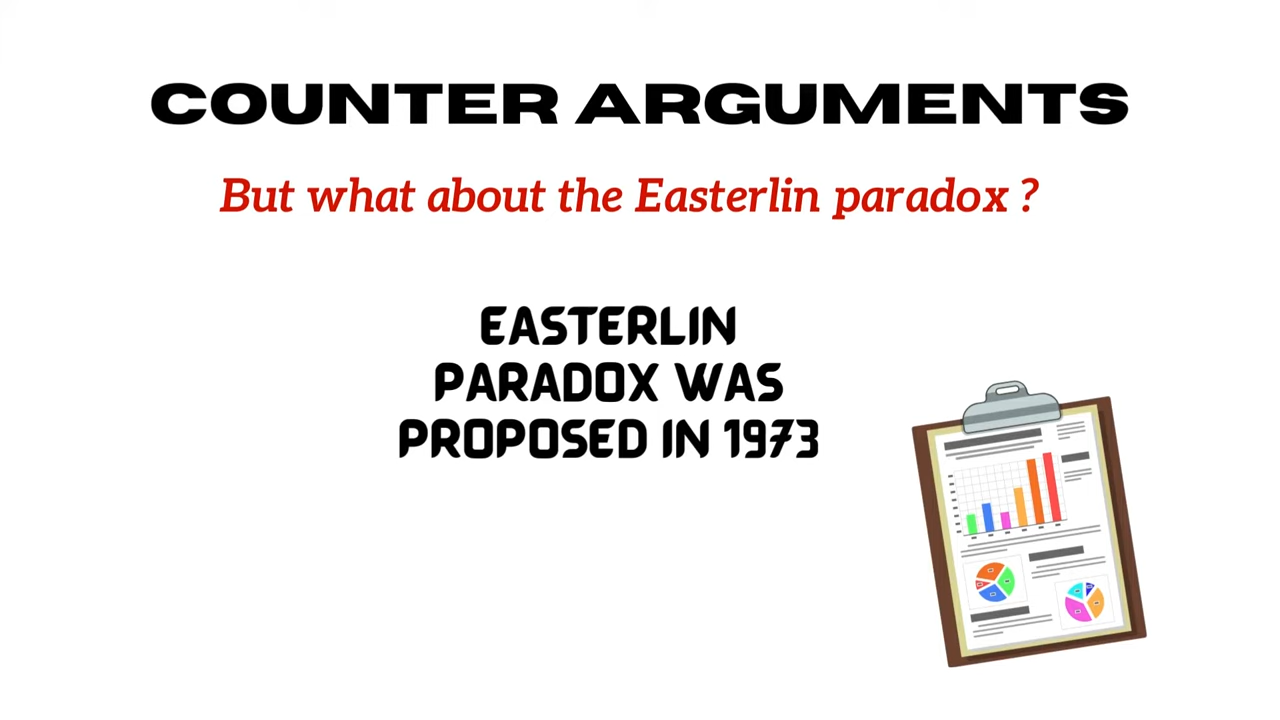 COUNTER ARGUMENTS
But what about the Easterlin paradox ?
EASTERLIN
PARADOX WAS
PROPOSED IN 1973